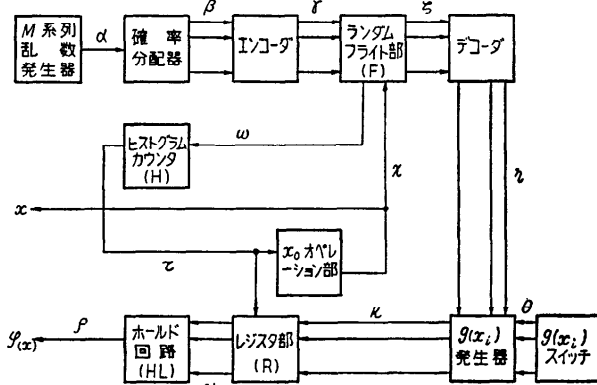 M系列
乱数
発生器
α
確率
分配器
β
エンコーダ
γ
ランダム
フライト部
(F)
ζ
デコーダ
ω
ヒストグラム
カウンタ
(H)
χ
η
x
τ
x₀オペレ
ーション部
φ(x)
ρ
ホールド
回路
(HL)
レジスタ部
(R)
κ
g(xᵢ)
発生器
θ
g(xᵢ)
スイッチ